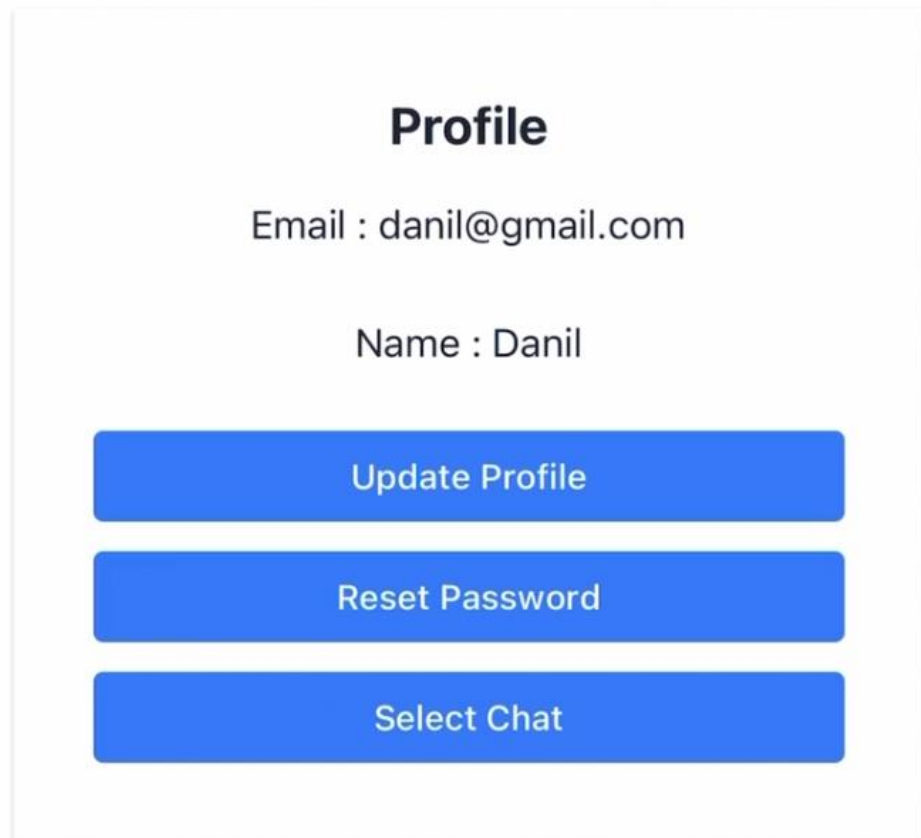 Profile
Email : danil@gmail.com
Name : Danil
Update Profile
Reset Password
Select Chat